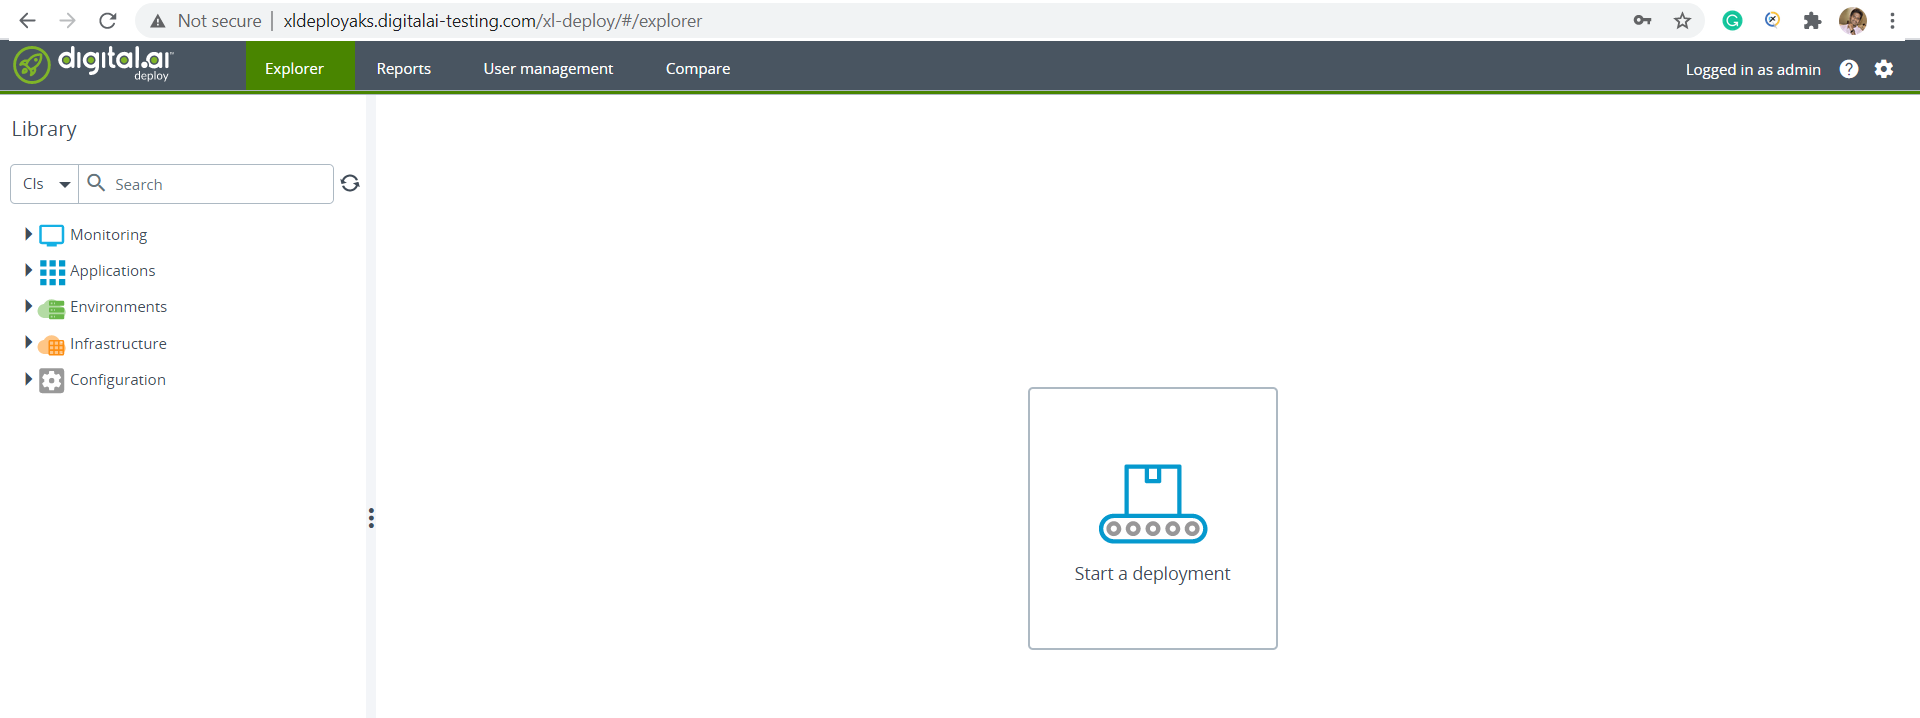 Not secure | xldeployaks.digitalai-testing.com/xl-deploy/#/explorer
digital.ai™ deploy
Explorer Reports User management Compare Logged in as admin ?
Library
CIs Search
Monitoring
Applications
Environments
Infrastructure
Configuration
Start a deployment